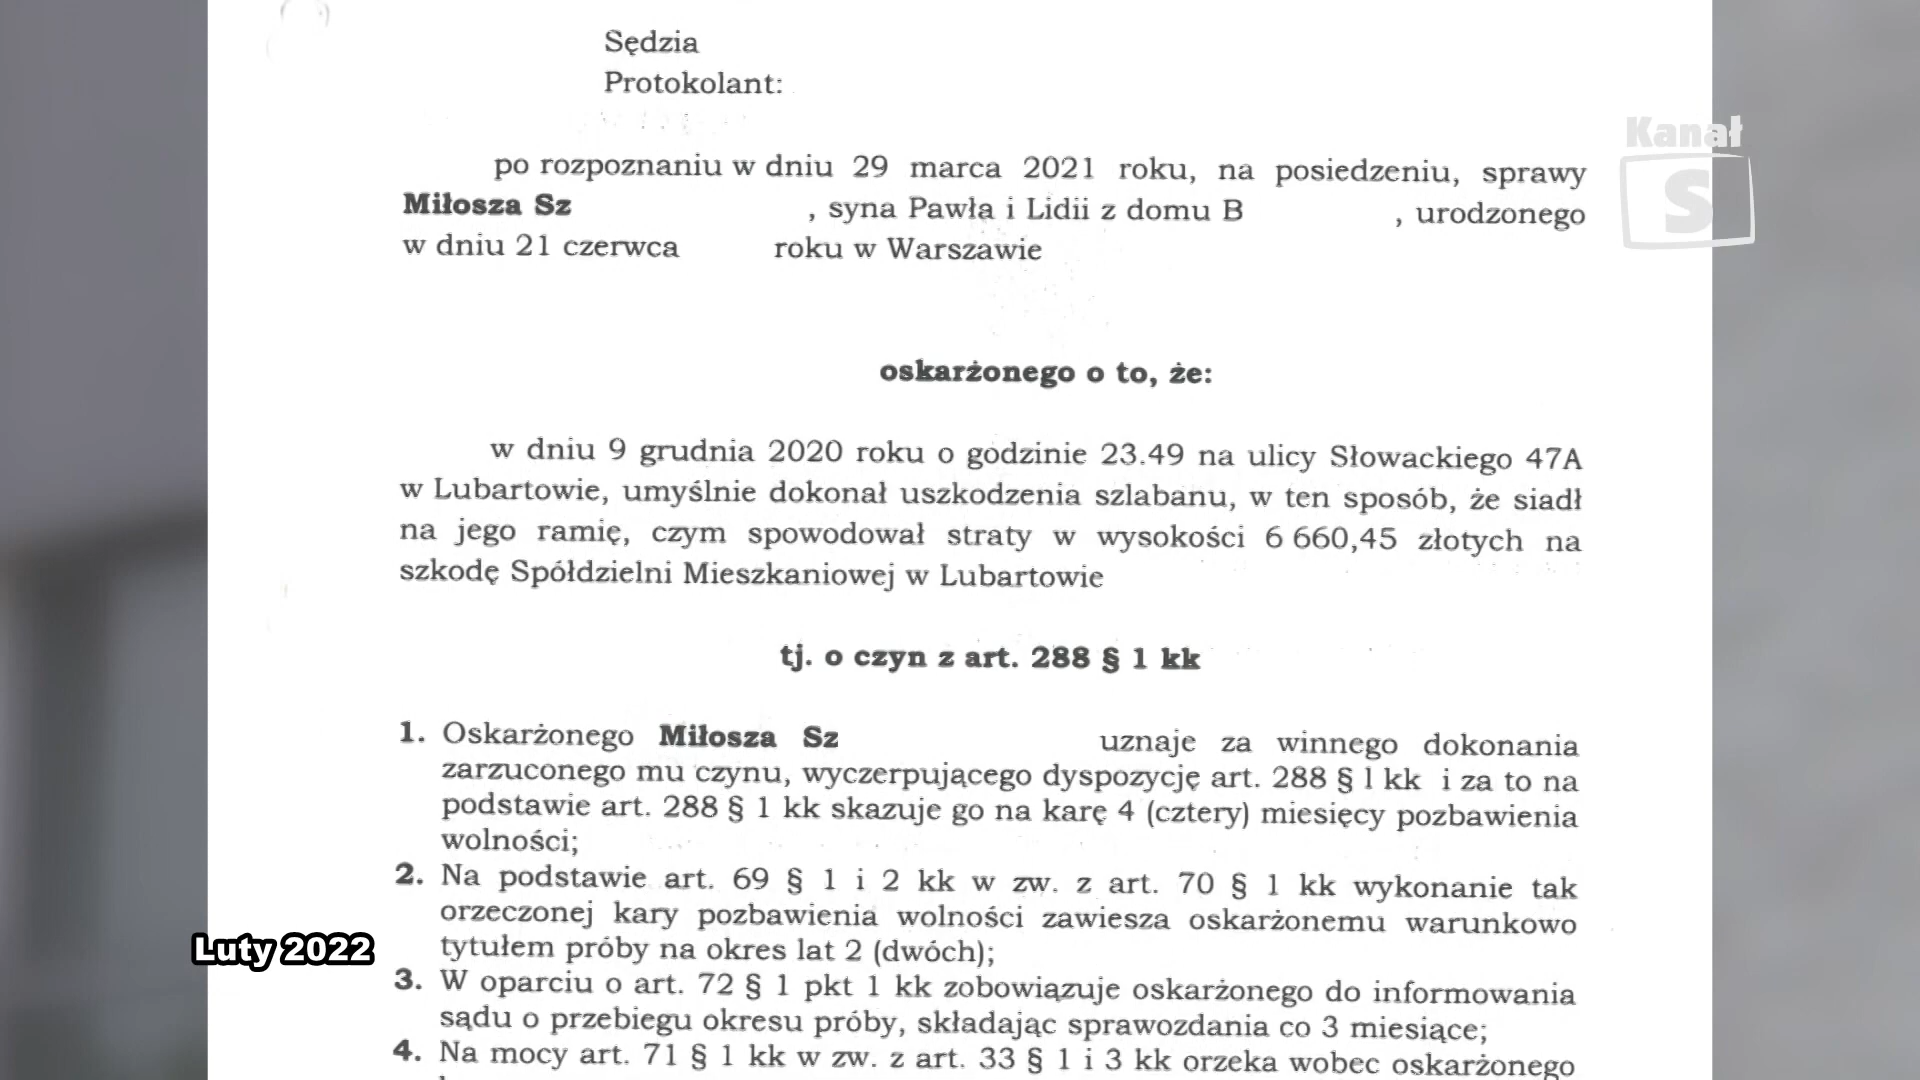 Sędzia
Protokolant:
Kanał
S
po rozpoznaniu w dniu 29 marca 2021 roku, na posiedzeniu, sprawy
Miłosza Sz , syna Pawła i Lidii z domu B , urodzonego
w dniu 21 czerwca roku w Warszawie
oskarżonego o to, że:
w dniu 9 grudnia 2020 roku o godzinie 23.49 na ulicy Słowackiego 47A
w Lubartowie, umyślnie dokonał uszkodzenia szlabanu, w ten sposób, że siadł
na jego ramię, czym spowodował straty w wysokości 6 660,45 złotych na
szkodę Spółdzielni Mieszkaniowej w Lubartowie
tj. o czyn z art. 288 § 1 kk
1. Oskarżonego Miłosza Sz uznaje za winnego dokonania
zarzuconego mu czynu, wyczerpującego dyspozycję art. 288 § 1 kk i za to na
podstawie art. 288 § 1 kk skazuje go na karę 4 (cztery) miesięcy pozbawienia
wolności;
2. Na podstawie art. 69 § 1 i 2 kk w zw. z art. 70 § 1 kk wykonanie tak
orzeczonej kary pozbawienia wolności zawiesza oskarżonemu warunkowo
tytułem próby na okres lat 2 (dwóch);
Luty 2022
3. W oparciu o art. 72 § 1 pkt 1 kk zobowiązuje oskarżonego do informowania
sądu o przebiegu okresu próby, składając sprawozdania co 3 miesiące;
4. Na mocy art. 71 § 1 kk w zw. z art. 33 § 1 i 3 kk orzeka wobec oskarżonego